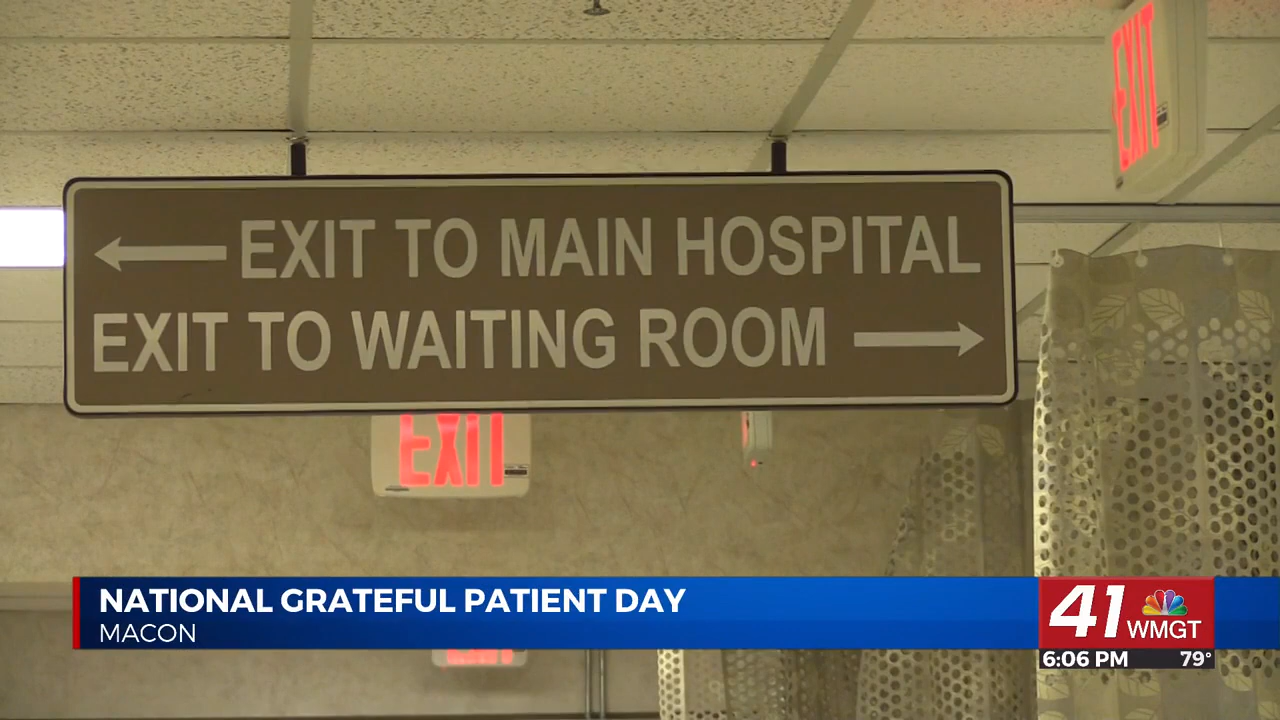 EXIT
EXIT TO MAIN HOSPITAL
EXIT TO WAITING ROOM
EXIT
NATIONAL GRATEFUL PATIENT DAY
MACON
41
WMGT
EXIT
6:06 PM 79°